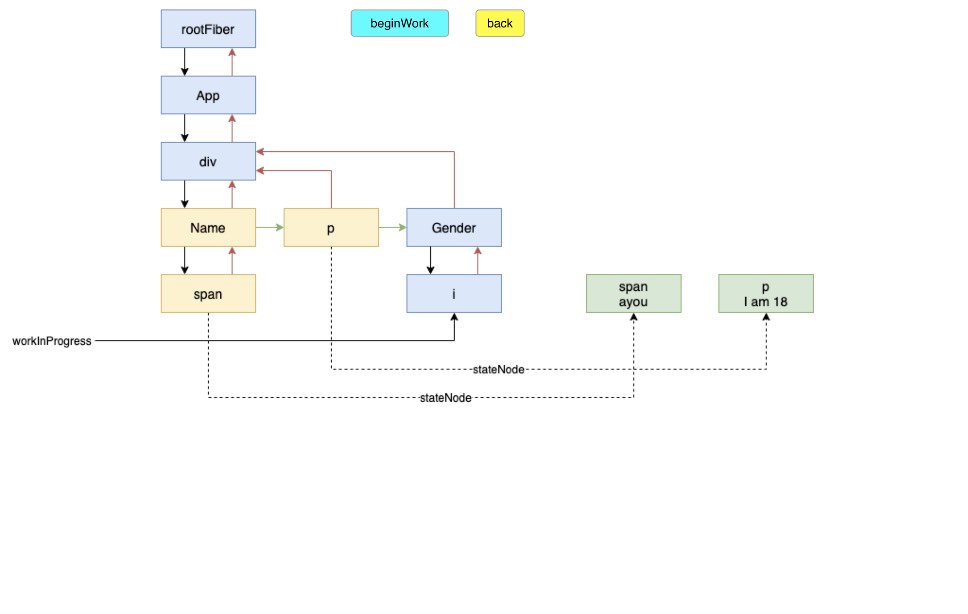 rootFiber
beginWork
back
App
div
Name
p
Gender
span
i
span
ayou
p
I am 18
workInProgress
stateNode
stateNode